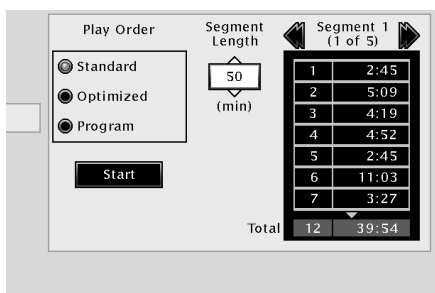 Play Order
Standard
Optimized
Program
Start
Segment
Length
50
(min)
Segment 1
(1 of 5)
1 2:45
2 5:09
3 4:19
4 4:52
5 2:45
6 11:03
7 3:27
Total 12 39:54